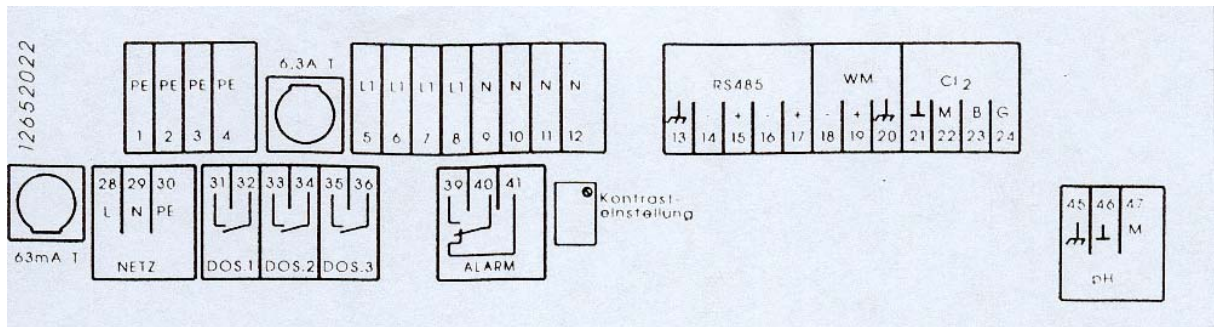 12652022
6.3A T
PE PE PE PE
1 2 3 4
L1 L1 L1 L1 N N N N
5 6 7 8 9 10 11 12
RS485 WM Cl2
- + - + - + M B G
13 14 15 16 17 18 19 20 21 22 23 24
63mA T
28 29 30
L N PE
NETZ
31 32 33 34 35 36
DOS.1 DOS.2 DOS.3
39 40 41
ALARM
Kontrast-
einstellung
45 46 47
M
pH